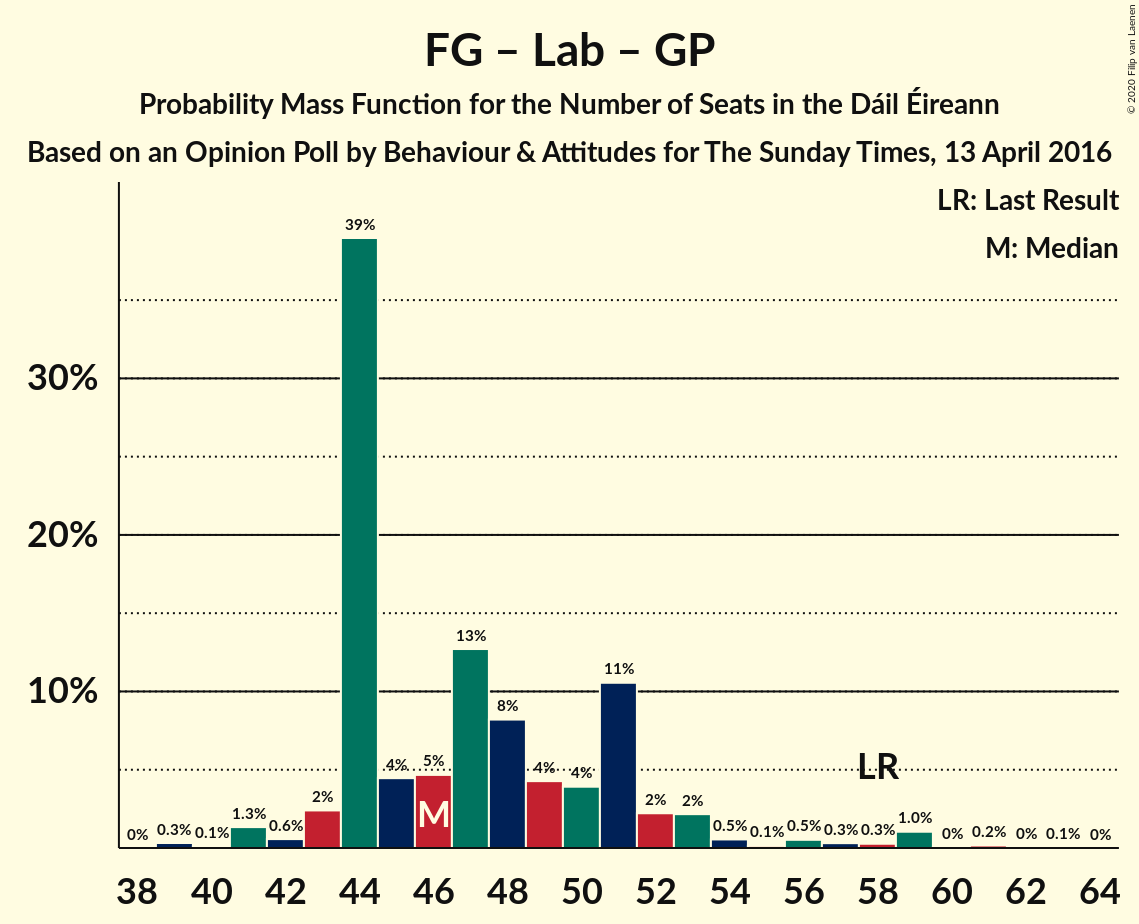 FG – Lab – GP
Probability Mass Function for the Number of Seats in the Dáil Éireann
Based on an Opinion Poll by Behaviour & Attitudes for The Sunday Times, 13 April 2016
© 2020 Filip van Laenen
LR: Last Result
M: Median
30%
20%
10%
0% 0.3% 0.1% 1.3% 0.6% 2% 39% 4% 5% 13% 8% 4% 4% 11% 2% 2% 0.5% 0.1% 0.5% 0.3% 0.3% 1.0% 0% 0.2% 0% 0.1% 0%
M
LR
38 40 42 44 46 48 50 52 54 56 58 60 62 64